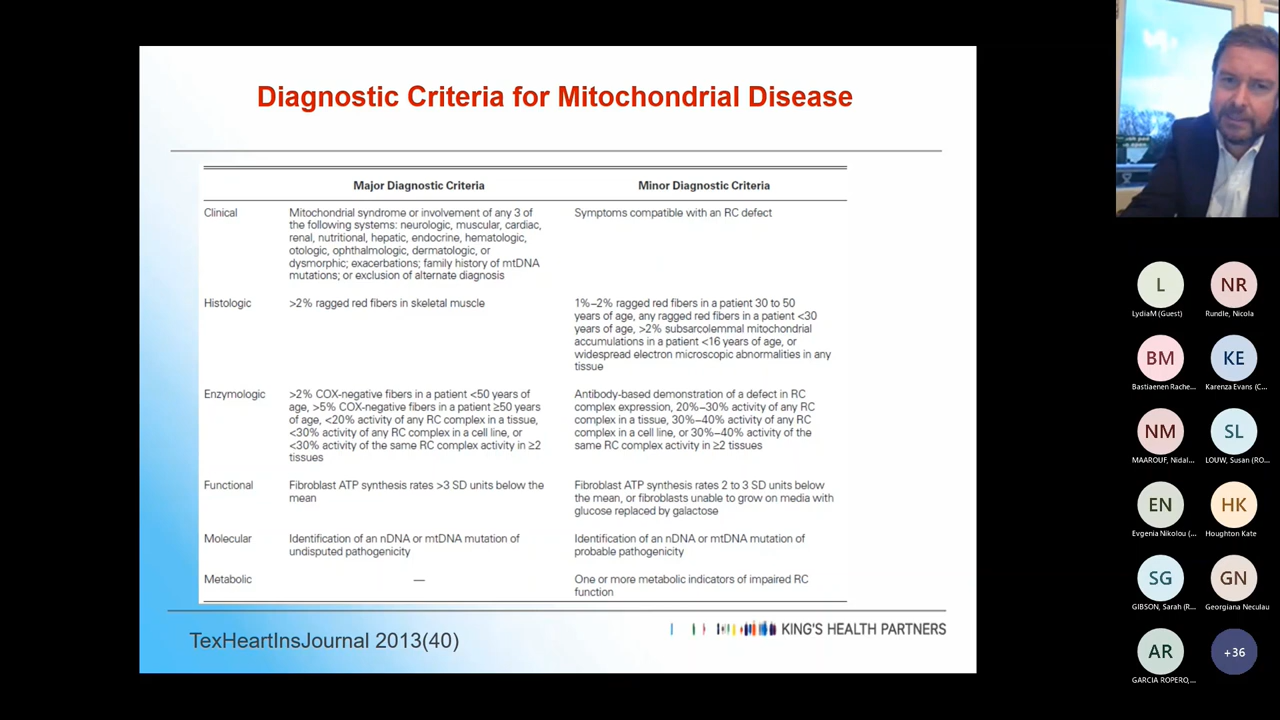 Diagnostic Criteria for Mitochondrial Disease
Major Diagnostic Criteria
Minor Diagnostic Criteria
Clinical
Mitochondrial syndrome or involvement of any 3 of
the following systems: neurologic, muscular, cardiac,
renal, nutritional, hepatic, endocrine, hematologic,
otologic, ophthalmologic, dermatologic, or
dysmorphic; exacerbations; family history of mtDNA
mutations; or exclusion of alternate diagnosis
Symptoms compatible with an RC defect
Histologic
>2% ragged red fibers in skeletal muscle
1%–2% ragged red fibers in a patient 30 to 50
years of age, any ragged red fibers in a patient <30
years of age, >2% subsarcolemmal mitochondrial
accumulations in a patient <16 years of age, or
widespread electron microscopic abnormalities in any
tissue
Enzymologic
>2% COX-negative fibers in a patient <50 years of
age, >5% COX-negative fibers in a patient ≥50 years
of age, <20% activity of any RC complex in a tissue,
<30% activity of any RC complex in a cell line, or
<30% activity of the same RC complex activity in ≥2
tissues
Antibody-based demonstration of a defect in RC
complex expression, 20%–30% activity of any RC
complex in a tissue, 30%–40% activity of any RC
complex in a cell line, or 30%–40% activity of the
same RC complex activity in ≥2 tissues
Functional
Fibroblast ATP synthesis rates >3 SD units below the
mean
Fibroblast ATP synthesis rates 2 to 3 SD units below
the mean, or fibroblasts unable to grow on media with
glucose replaced by galactose
Molecular
Identification of an nDNA or mtDNA mutation of
undisputed pathogenicity
Identification of an nDNA or mtDNA mutation of
probable pathogenicity
Metabolic
—
One or more metabolic indicators of impaired RC
function
TexHeartInsJournal 2013(40)
KING'S HEALTH PARTNERS
L
LydiaM (Guest)
NR
Rundle, Nicola
BM
Bastiaenen Rache...
KE
Karenza Evans (C...
NM
MAAROUF, Nidal...
SL
LOUW, Susan (RO...
EN
Evgenia Nikolou (...
HK
Houghton Kate
SG
GIBSON, Sarah (R...
GN
Georgiana Neculau
AR
GARCIA ROPERO,...
+36